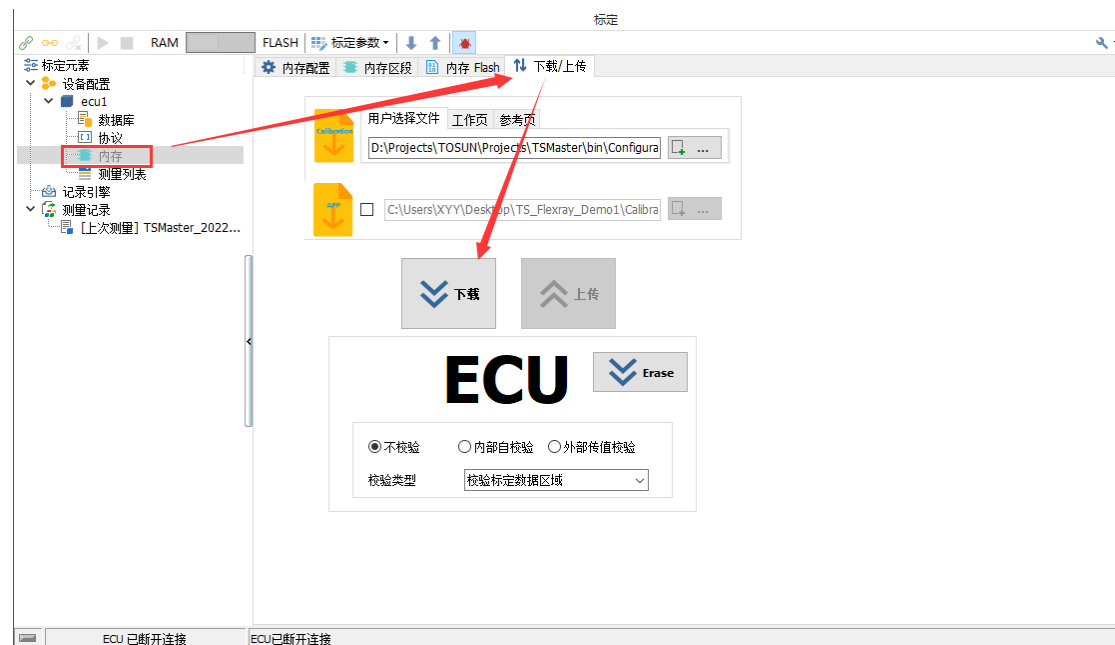 标定
RAM FLASH 标定参数
标定元素
设备配置
ecu1
数据库
协议
内存
测量列表
记录引擎
测量记录
[上次测量] TSMaster_2022...
内存配置 内存区段 内存 Flash 下载/上传
用户选择文件 工作页 参考页
Calibration
D:\Projects\TOSUN\Projects\TSMaster\bin\Configura ...
APP
C:\Users\XYY\Desktop\TS_Flexray_Demo1\Calibra ...
下载 上传
ECU Erase
不校验 内部自校验 外部传值校验
校验类型 校验标定数据区域
ECU 已断开连接 ECU已断开连接